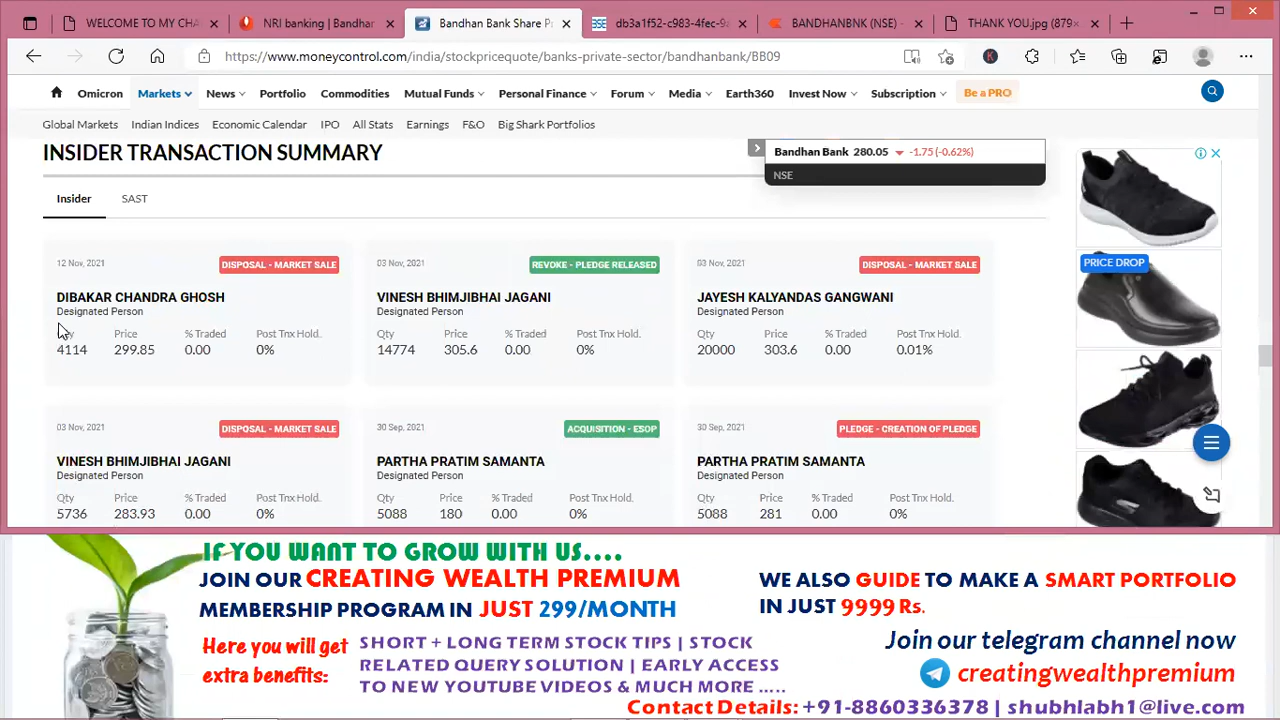 WELCOME TO MY CHA
NRI banking | Bandhan
Bandhan Bank Share Pr
db3a1f52-c983-4fec-9a
BANDHANBNK (NSE) -
THANK YOU.jpg (879×
https://www.moneycontrol.com/india/stockpricequote/banks-private-sector/bandhanbank/BB09
Omicron Markets News Portfolio Commodities Mutual Funds Personal Finance Forum Media Earth360 Invest Now Subscription Be a PRO
Global Markets Indian Indices Economic Calendar IPO All Stats Earnings F&O Big Shark Portfolios
INSIDER TRANSACTION SUMMARY
Bandhan Bank 280.05 -1.75 (-0.62%)
NSE
Insider SAST
12 Nov, 2021 DISPOSAL - MARKET SALE
DIBAKAR CHANDRA GHOSH
Designated Person
Qty Price % Traded Post Tnx Hold.
4114 299.85 0.00 0%
03 Nov, 2021 REVOKE - PLEDGE RELEASED
VINESH BHIMJIBHAI JAGANI
Designated Person
Qty Price % Traded Post Tnx Hold.
14774 305.6 0.00 0%
03 Nov, 2021 DISPOSAL - MARKET SALE
JAYESH KALYANDAS GANGWANI
Designated Person
Qty Price % Traded Post Tnx Hold.
20000 303.6 0.00 0.01%
PRICE DROP
03 Nov, 2021 DISPOSAL - MARKET SALE
VINESH BHIMJIBHAI JAGANI
Designated Person
Qty Price % Traded Post Tnx Hold.
5736 283.93 0.00 0%
30 Sep, 2021 ACQUISITION - ESOP
PARTHA PRATIM SAMANTA
Designated Person
Qty Price % Traded Post Tnx Hold.
5088 180 0.00 0%
30 Sep, 2021 PLEDGE - CREATION OF PLEDGE
PARTHA PRATIM SAMANTA
Designated Person
Qty Price % Traded Post Tnx Hold.
5088 281 0.00 0%
IF YOU WANT TO GROW WITH US....
JOIN OUR CREATING WEALTH PREMIUM
MEMBERSHIP PROGRAM IN JUST 299/MONTH
Here you will get
extra benefits:
SHORT + LONG TERM STOCK TIPS | STOCK
RELATED QUERY SOLUTION | EARLY ACCESS
TO NEW YOUTUBE VIDEOS & MUCH MORE .....
WE ALSO GUIDE TO MAKE A SMART PORTFOLIO
IN JUST 9999 Rs.
Join our telegram channel now
creatingwealthpremium
Contact Details: +91-8860336378 | shubhlabh1@live.com